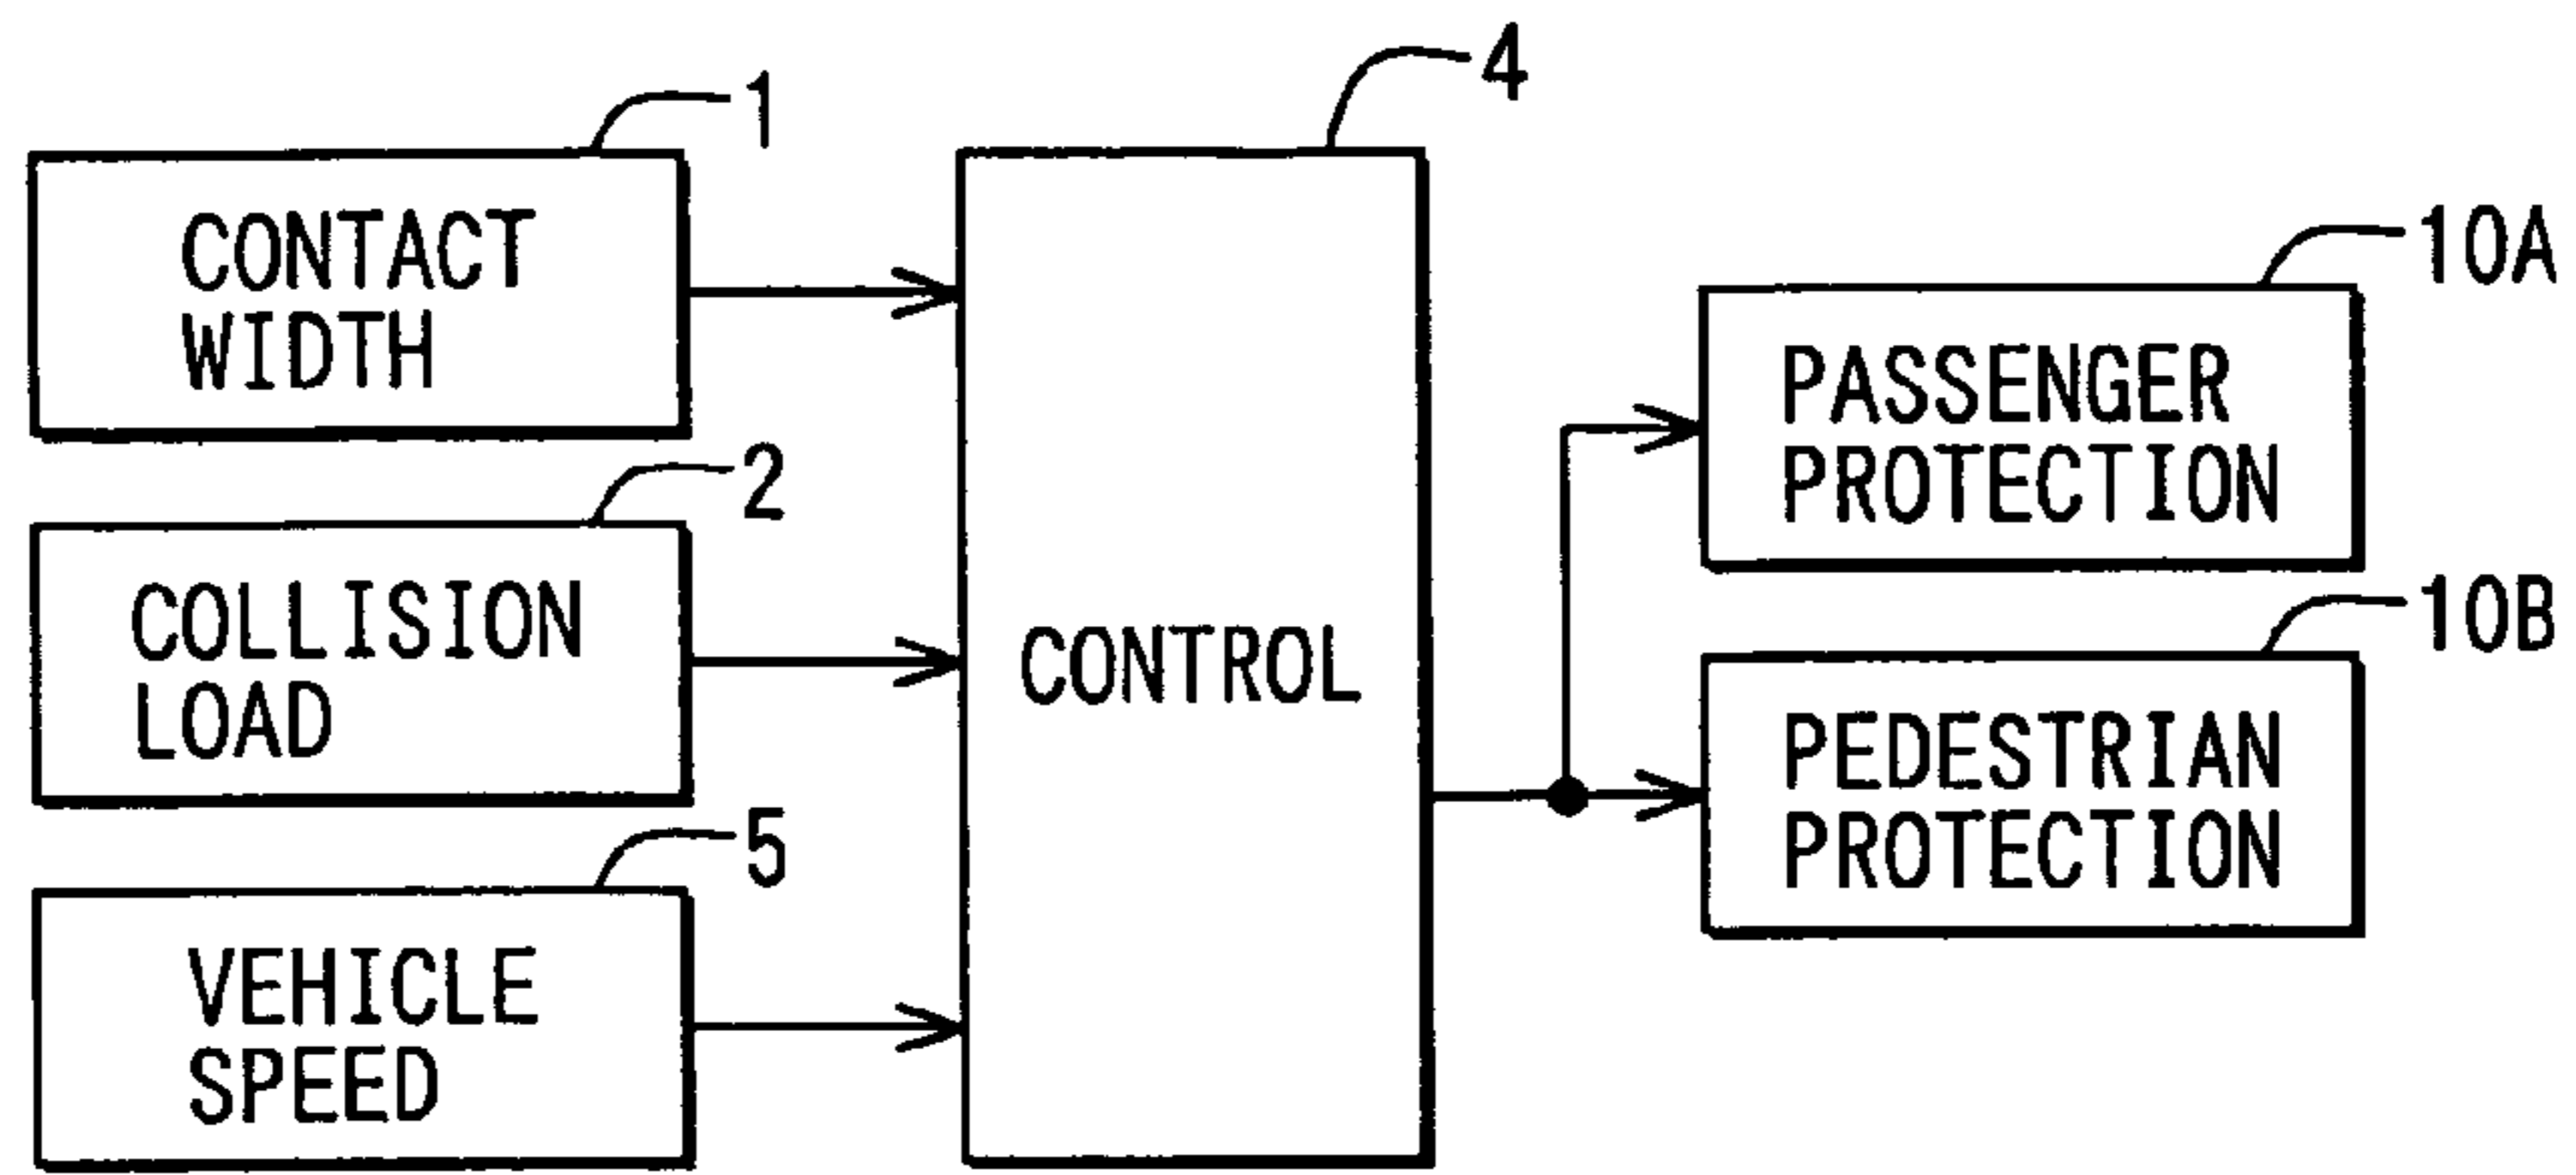 1
CONTACT
WIDTH
2
COLLISION
LOAD
5
VEHICLE
SPEED
4
CONTROL
10A
PASSENGER
PROTECTION
10B
PEDESTRIAN
PROTECTION